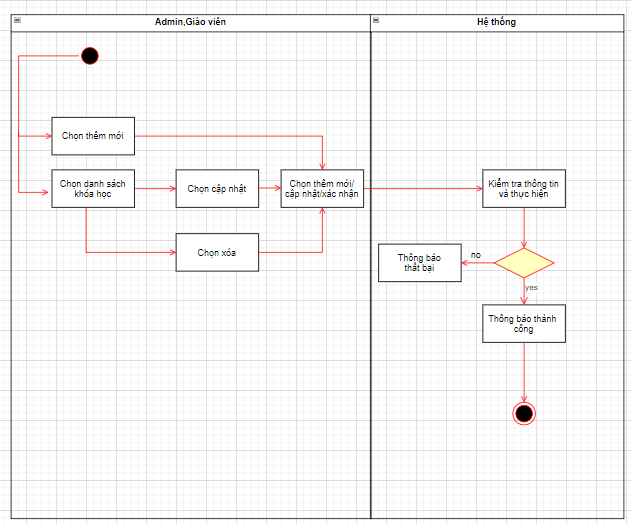 Admin,Giáo viên
Hệ thống
Chọn thêm mới
Chọn danh sách
khóa học
Chọn cập nhật
Chọn thêm mới/
cập nhật/xác nhận
Kiểm tra thông tin
và thực hiện
Chọn xóa
Thông báo
thất bại
no
yes
Thông báo thành
công